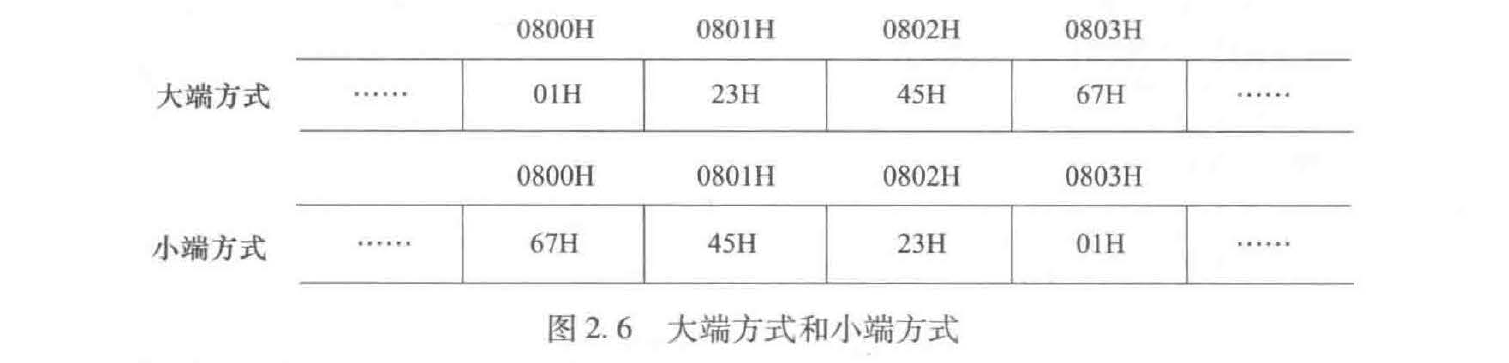 0800H 0801H 0802H 0803H
大端方式 …… 01H 23H 45H 67H ……
0800H 0801H 0802H 0803H
小端方式 …… 67H 45H 23H 01H ……
图 2.6 大端方式和小端方式